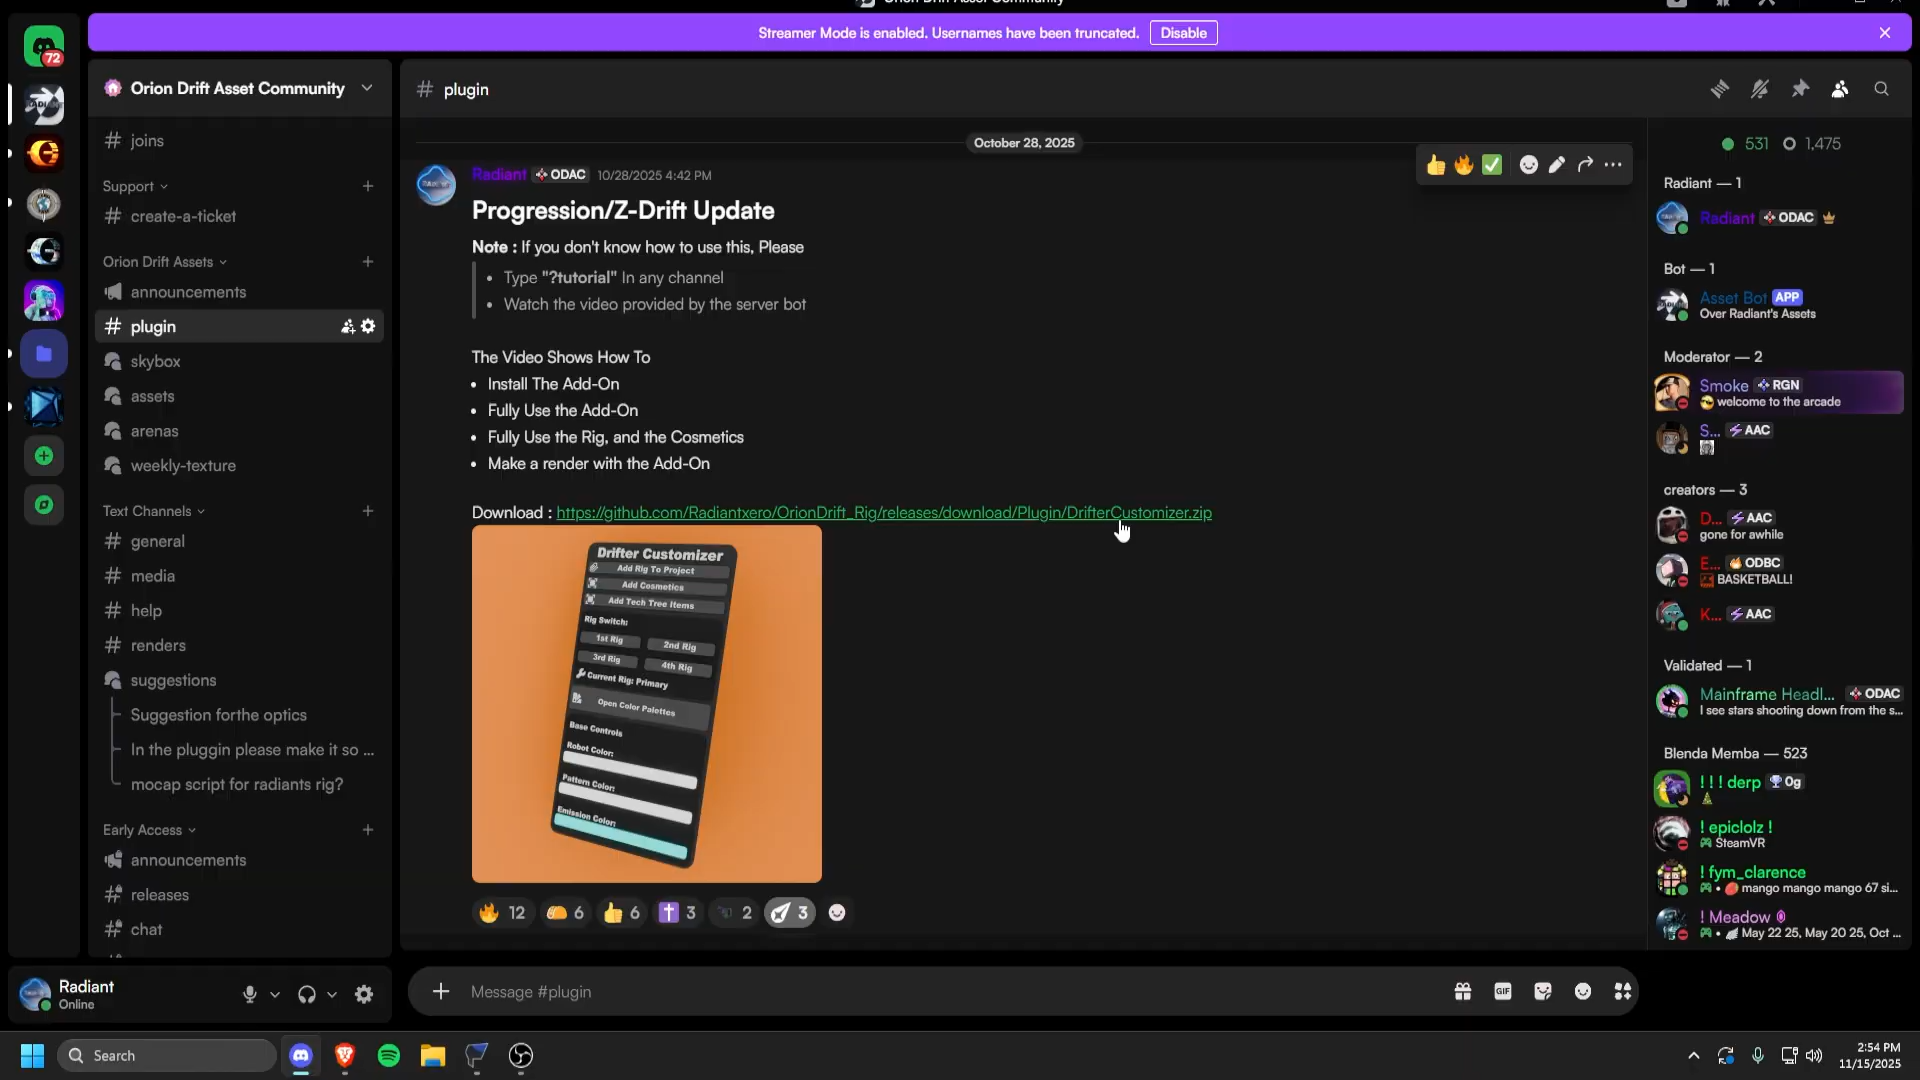 Orion Drift Asset Community
Streamer Mode is enabled. Usernames have been truncated.
Disable
72
Orion Drift Asset Community
joins
Support
create-a-ticket
Orion Drift Assets
announcements
plugin
skybox
assets
arenas
weekly-texture
Text Channels
general
media
help
renders
suggestions
Suggestion forthe optics
In the pluggin please make it so ...
mocap script for radiants rig?
Early Access
announcements
releases
chat
Radiant
Online
# plugin
October 28, 2025
Radiant ODAC 10/28/2025 4:42 PM
Progression/Z-Drift Update
Note : If you don't know how to use this, Please
• Type "?tutorial" In any channel
• Watch the video provided by the server bot
The Video Shows How To
• Install The Add-On
• Fully Use the Add-On
• Fully Use the Rig, and the Cosmetics
• Make a render with the Add-On
Download : https://github.com/Radiantxero/OrionDrift_Rig/releases/download/Plugin/DrifterCustomizer.zip
Drifter Customizer
Add Rig To Project
Add Cosmetics
Add Tech Tree Items
Rig Switch:
1st Rig 2nd Rig
3rd Rig 4th Rig
Current Rig: Primary
Open Color Palettes
Base Controls
Robot Color:
Pattern Color:
Emission Color:
12 6 6 3 2 3
Message #plugin
GIF
531 1,475
Radiant — 1
Radiant ODAC
Bot — 1
Asset Bot APP
Over Radiant's Assets
Moderator — 2
Smoke RGN
welcome to the arcade
S... AAC
creators — 3
D... AAC
gone for awhile
E... ODBC
BASKETBALL!
K... AAC
Validated — 1
Mainframe Headl... ODAC
I see stars shooting down from the s...
Blenda Memba — 523
! ! ! derp 0g
! epiclolz !
SteamVR
! fym_clarence
• mango mango mango 67 si...
! Meadow
• May 22 25, May 20 25, Oct ...
Search
2:54 PM
11/15/2025